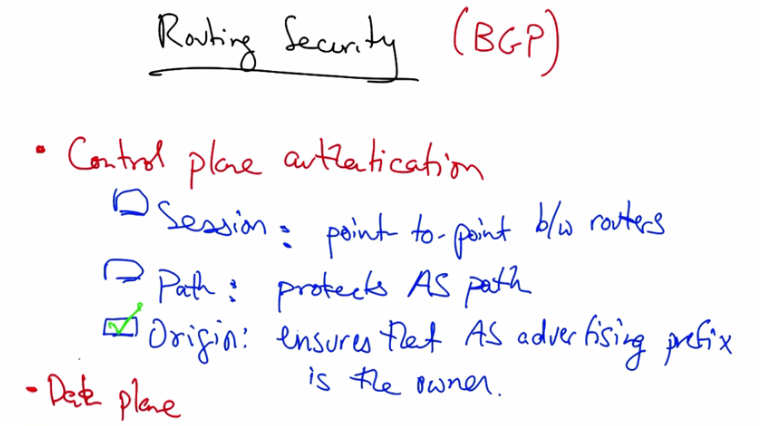 Routing Security (BGP)
• Control plane authentication
Session: point-to-point b/w routers
Path: protects AS path
Origin: ensures that AS advertising prefix
is the owner.
• Data plane